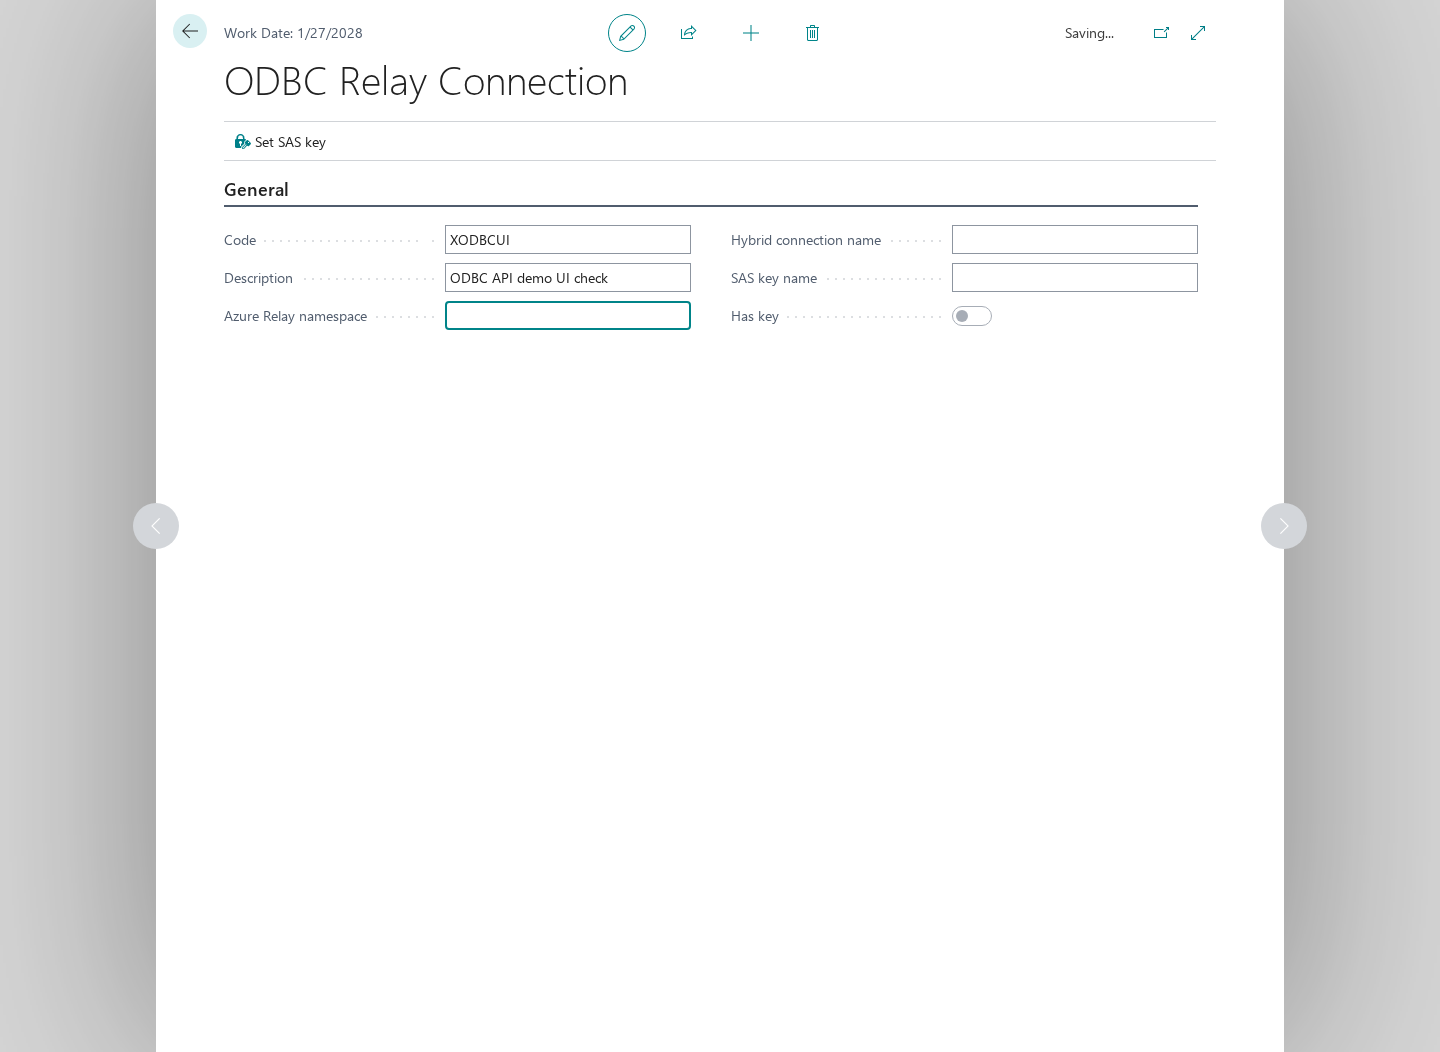 Work Date: 1/27/2028
Saving...
ODBC Relay Connection
Set SAS key
General
Code
XODBCUI
Description
ODBC API demo UI check
Azure Relay namespace
Hybrid connection name
SAS key name
Has key